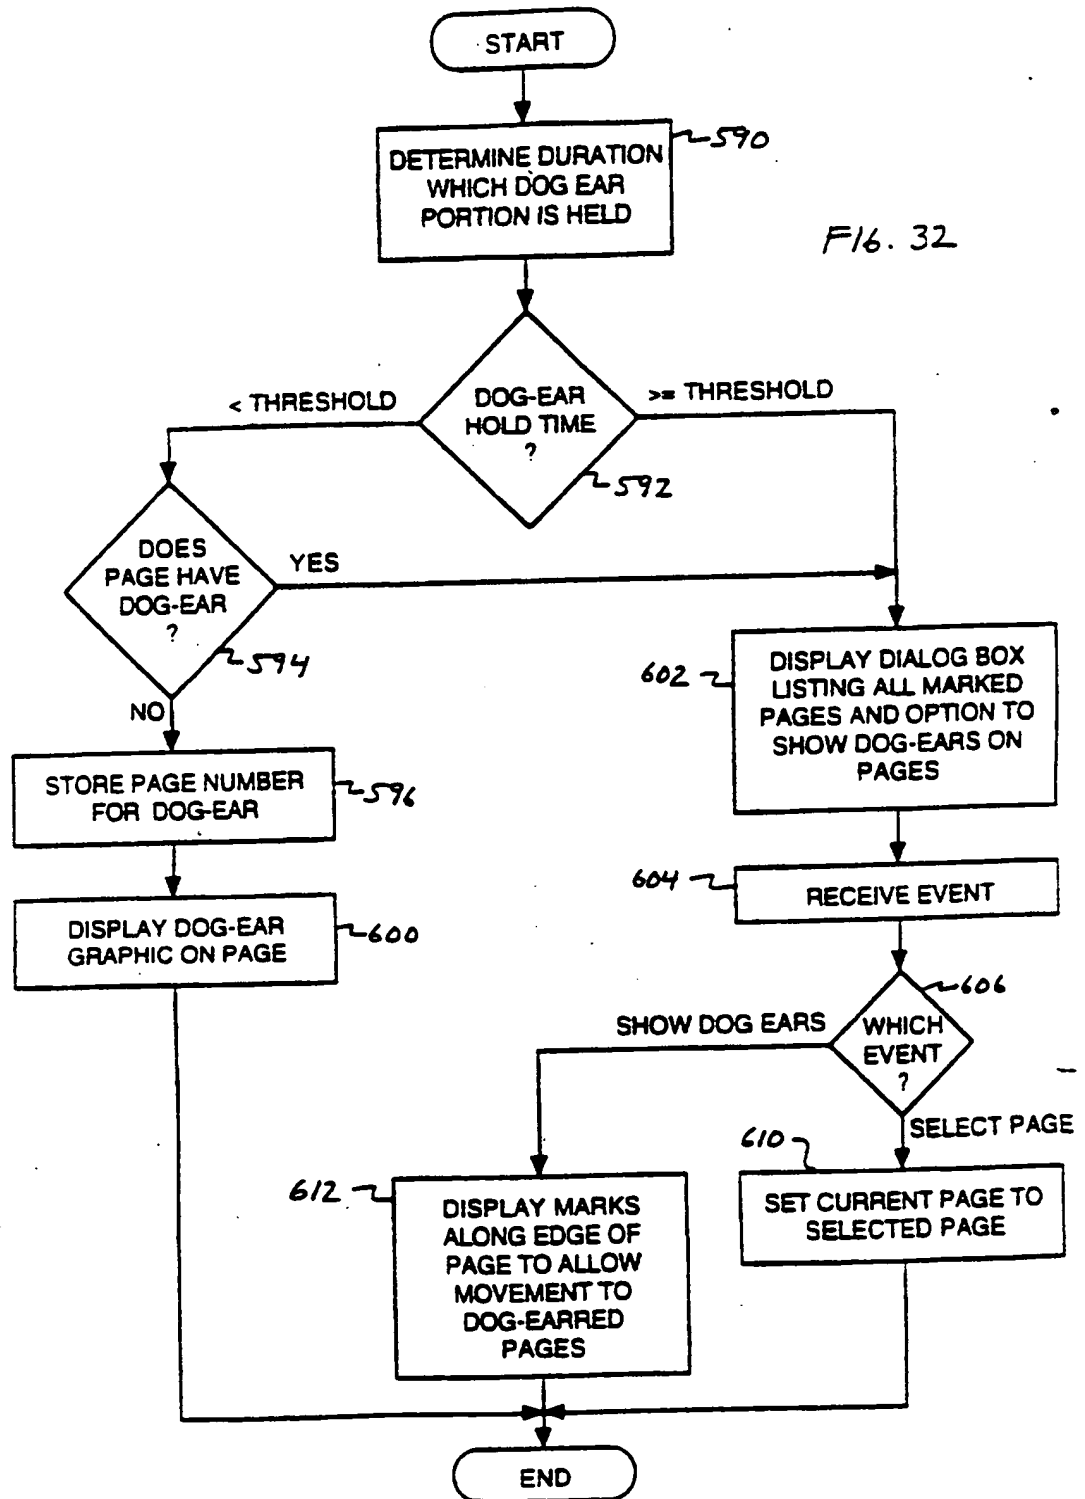 START
DETERMINE DURATION
WHICH DOG EAR
PORTION IS HELD
590
FIG. 32
DOG-EAR
HOLD TIME
?
592
< THRESHOLD
>= THRESHOLD
DOES
PAGE HAVE
DOG-EAR
?
594
YES
NO
STORE PAGE NUMBER
FOR DOG-EAR
596
DISPLAY DOG-EAR
GRAPHIC ON PAGE
600
602
DISPLAY DIALOG BOX
LISTING ALL MARKED
PAGES AND OPTION TO
SHOW DOG-EARS ON
PAGES
604
RECEIVE EVENT
606
WHICH
EVENT
?
SHOW DOG EARS
SELECT PAGE
610
SET CURRENT PAGE TO
SELECTED PAGE
612
DISPLAY MARKS
ALONG EDGE OF
PAGE TO ALLOW
MOVEMENT TO
DOG-EARRED
PAGES
END